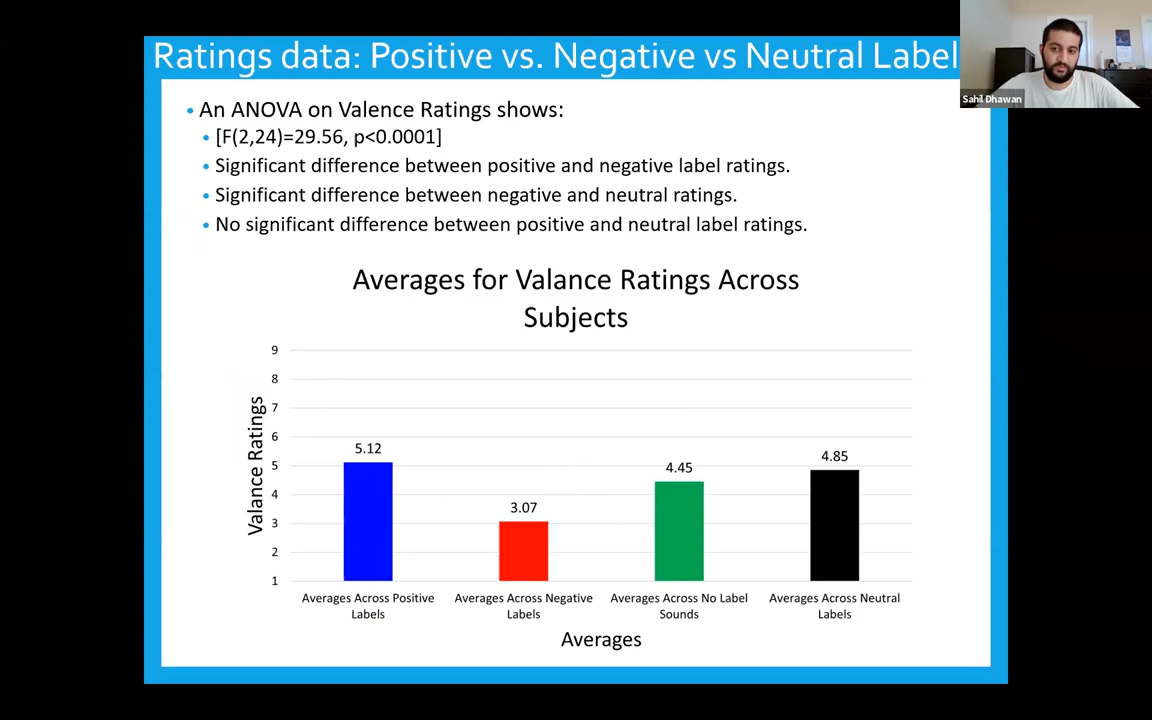 Ratings data: Positive vs. Negative vs Neutral Label
Sahil Dhawan
• An ANOVA on Valence Ratings shows:
• [F(2,24)=29.56, p<0.0001]
• Significant difference between positive and negative label ratings.
• Significant difference between negative and neutral ratings.
• No significant difference between positive and neutral label ratings.
Averages for Valance Ratings Across
Subjects
Valance Ratings
9
8
7
6
5
4
3
2
1
5.12
3.07
4.45
4.85
Averages Across Positive
Labels
Averages Across Negative
Labels
Averages Across No Label
Sounds
Averages Across Neutral
Labels
Averages